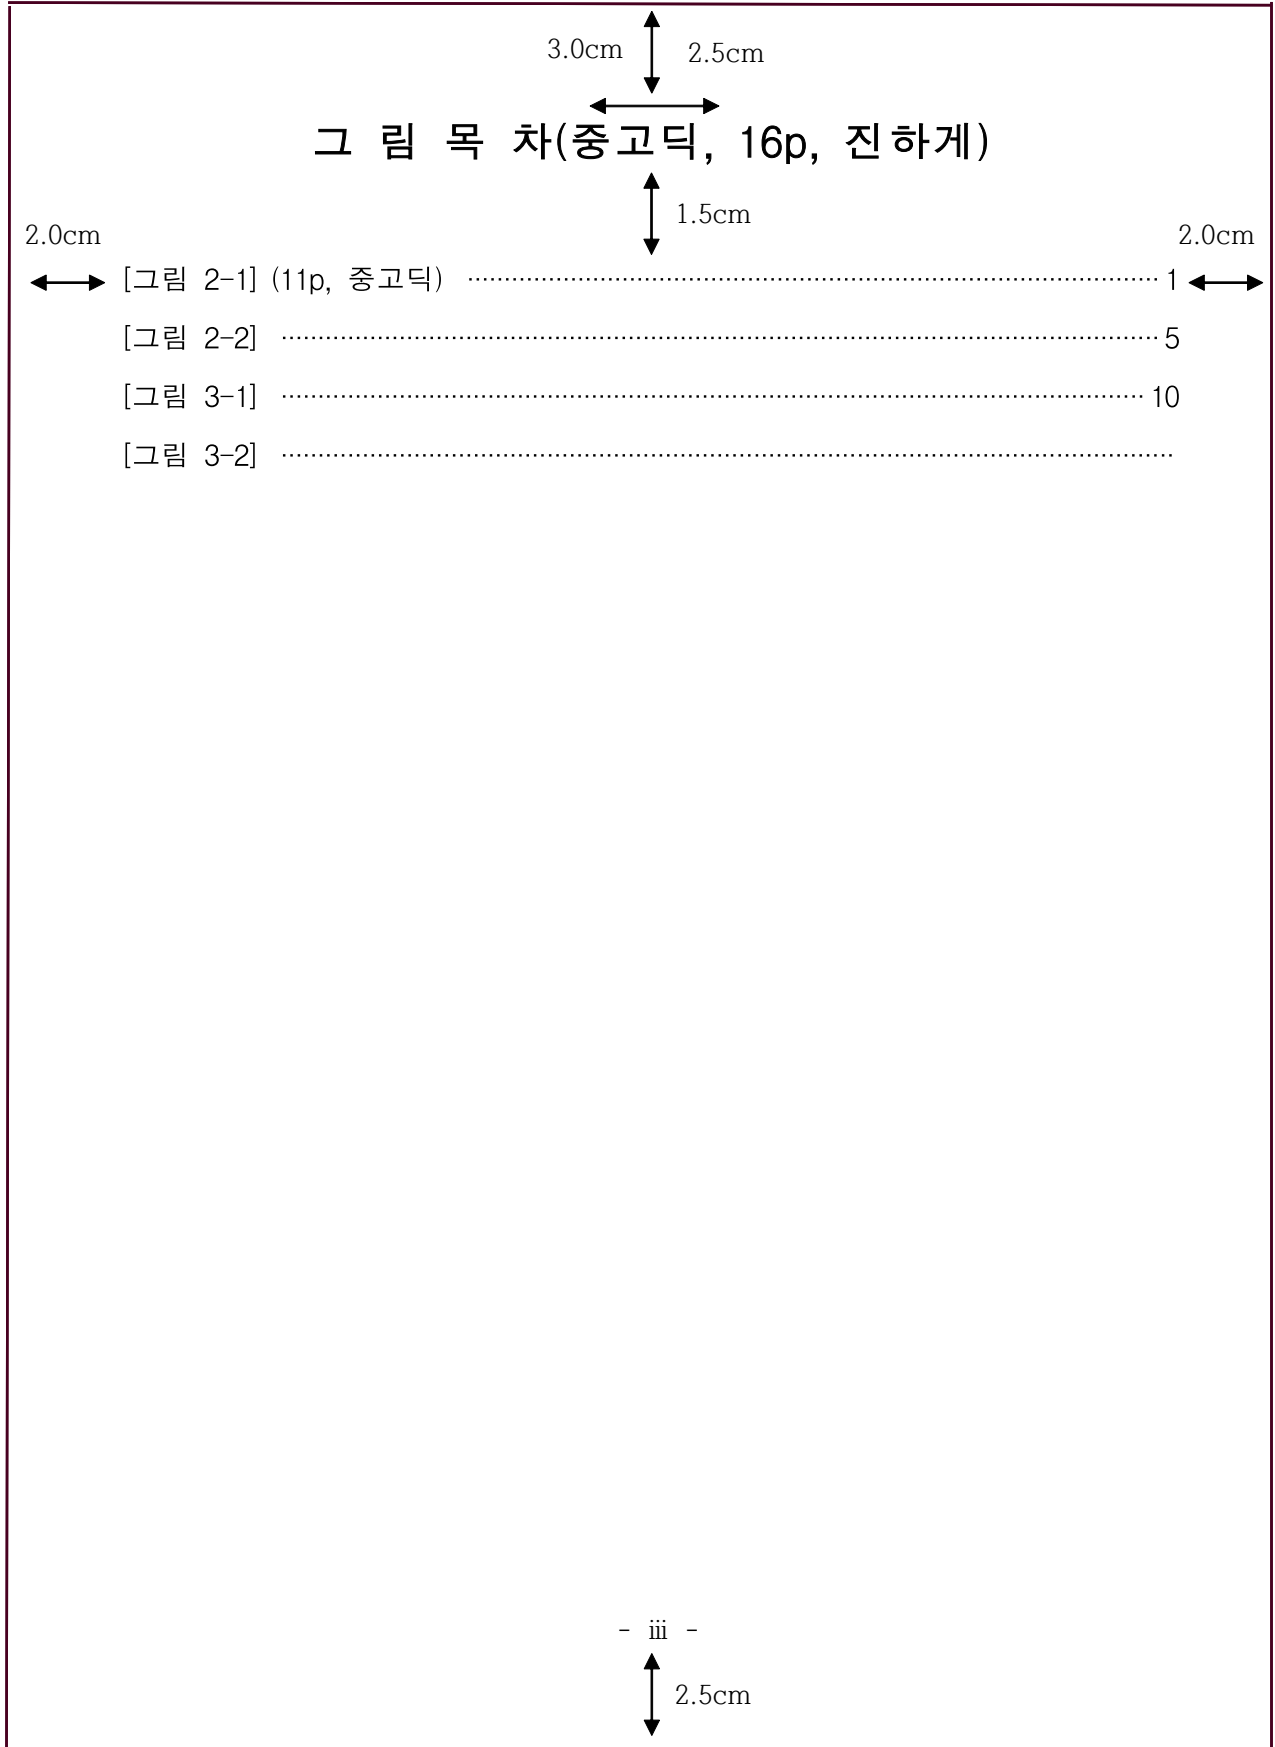 3.0cm 2.5cm
그 림 목 차(중고딕, 16p, 진하게)
1.5cm
2.0cm 2.0cm
[그림 2-1] (11p, 중고딕) ························································ 1
[그림 2-2] ························································ 5
[그림 3-1] ························································ 10
[그림 3-2] ························································
- ⅲ -
2.5cm